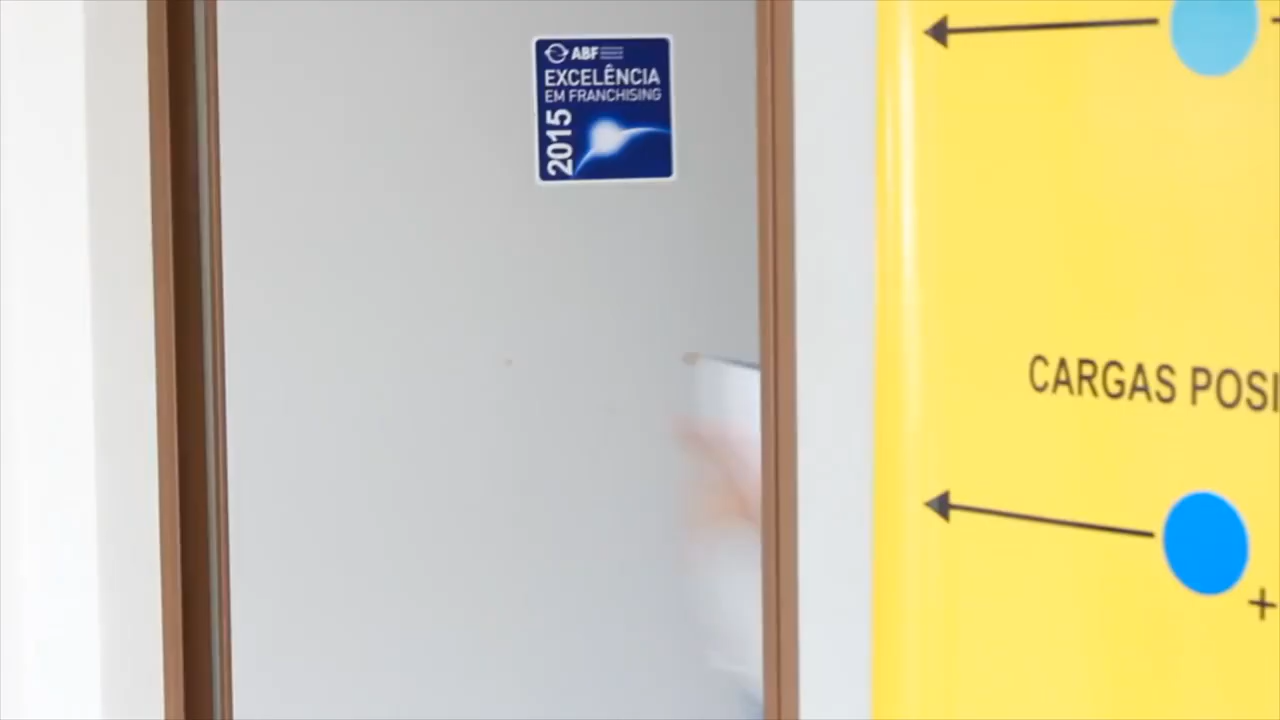 ABF
EXCELÊNCIA
EM FRANCHISING
2015
CARGAS POSI
+